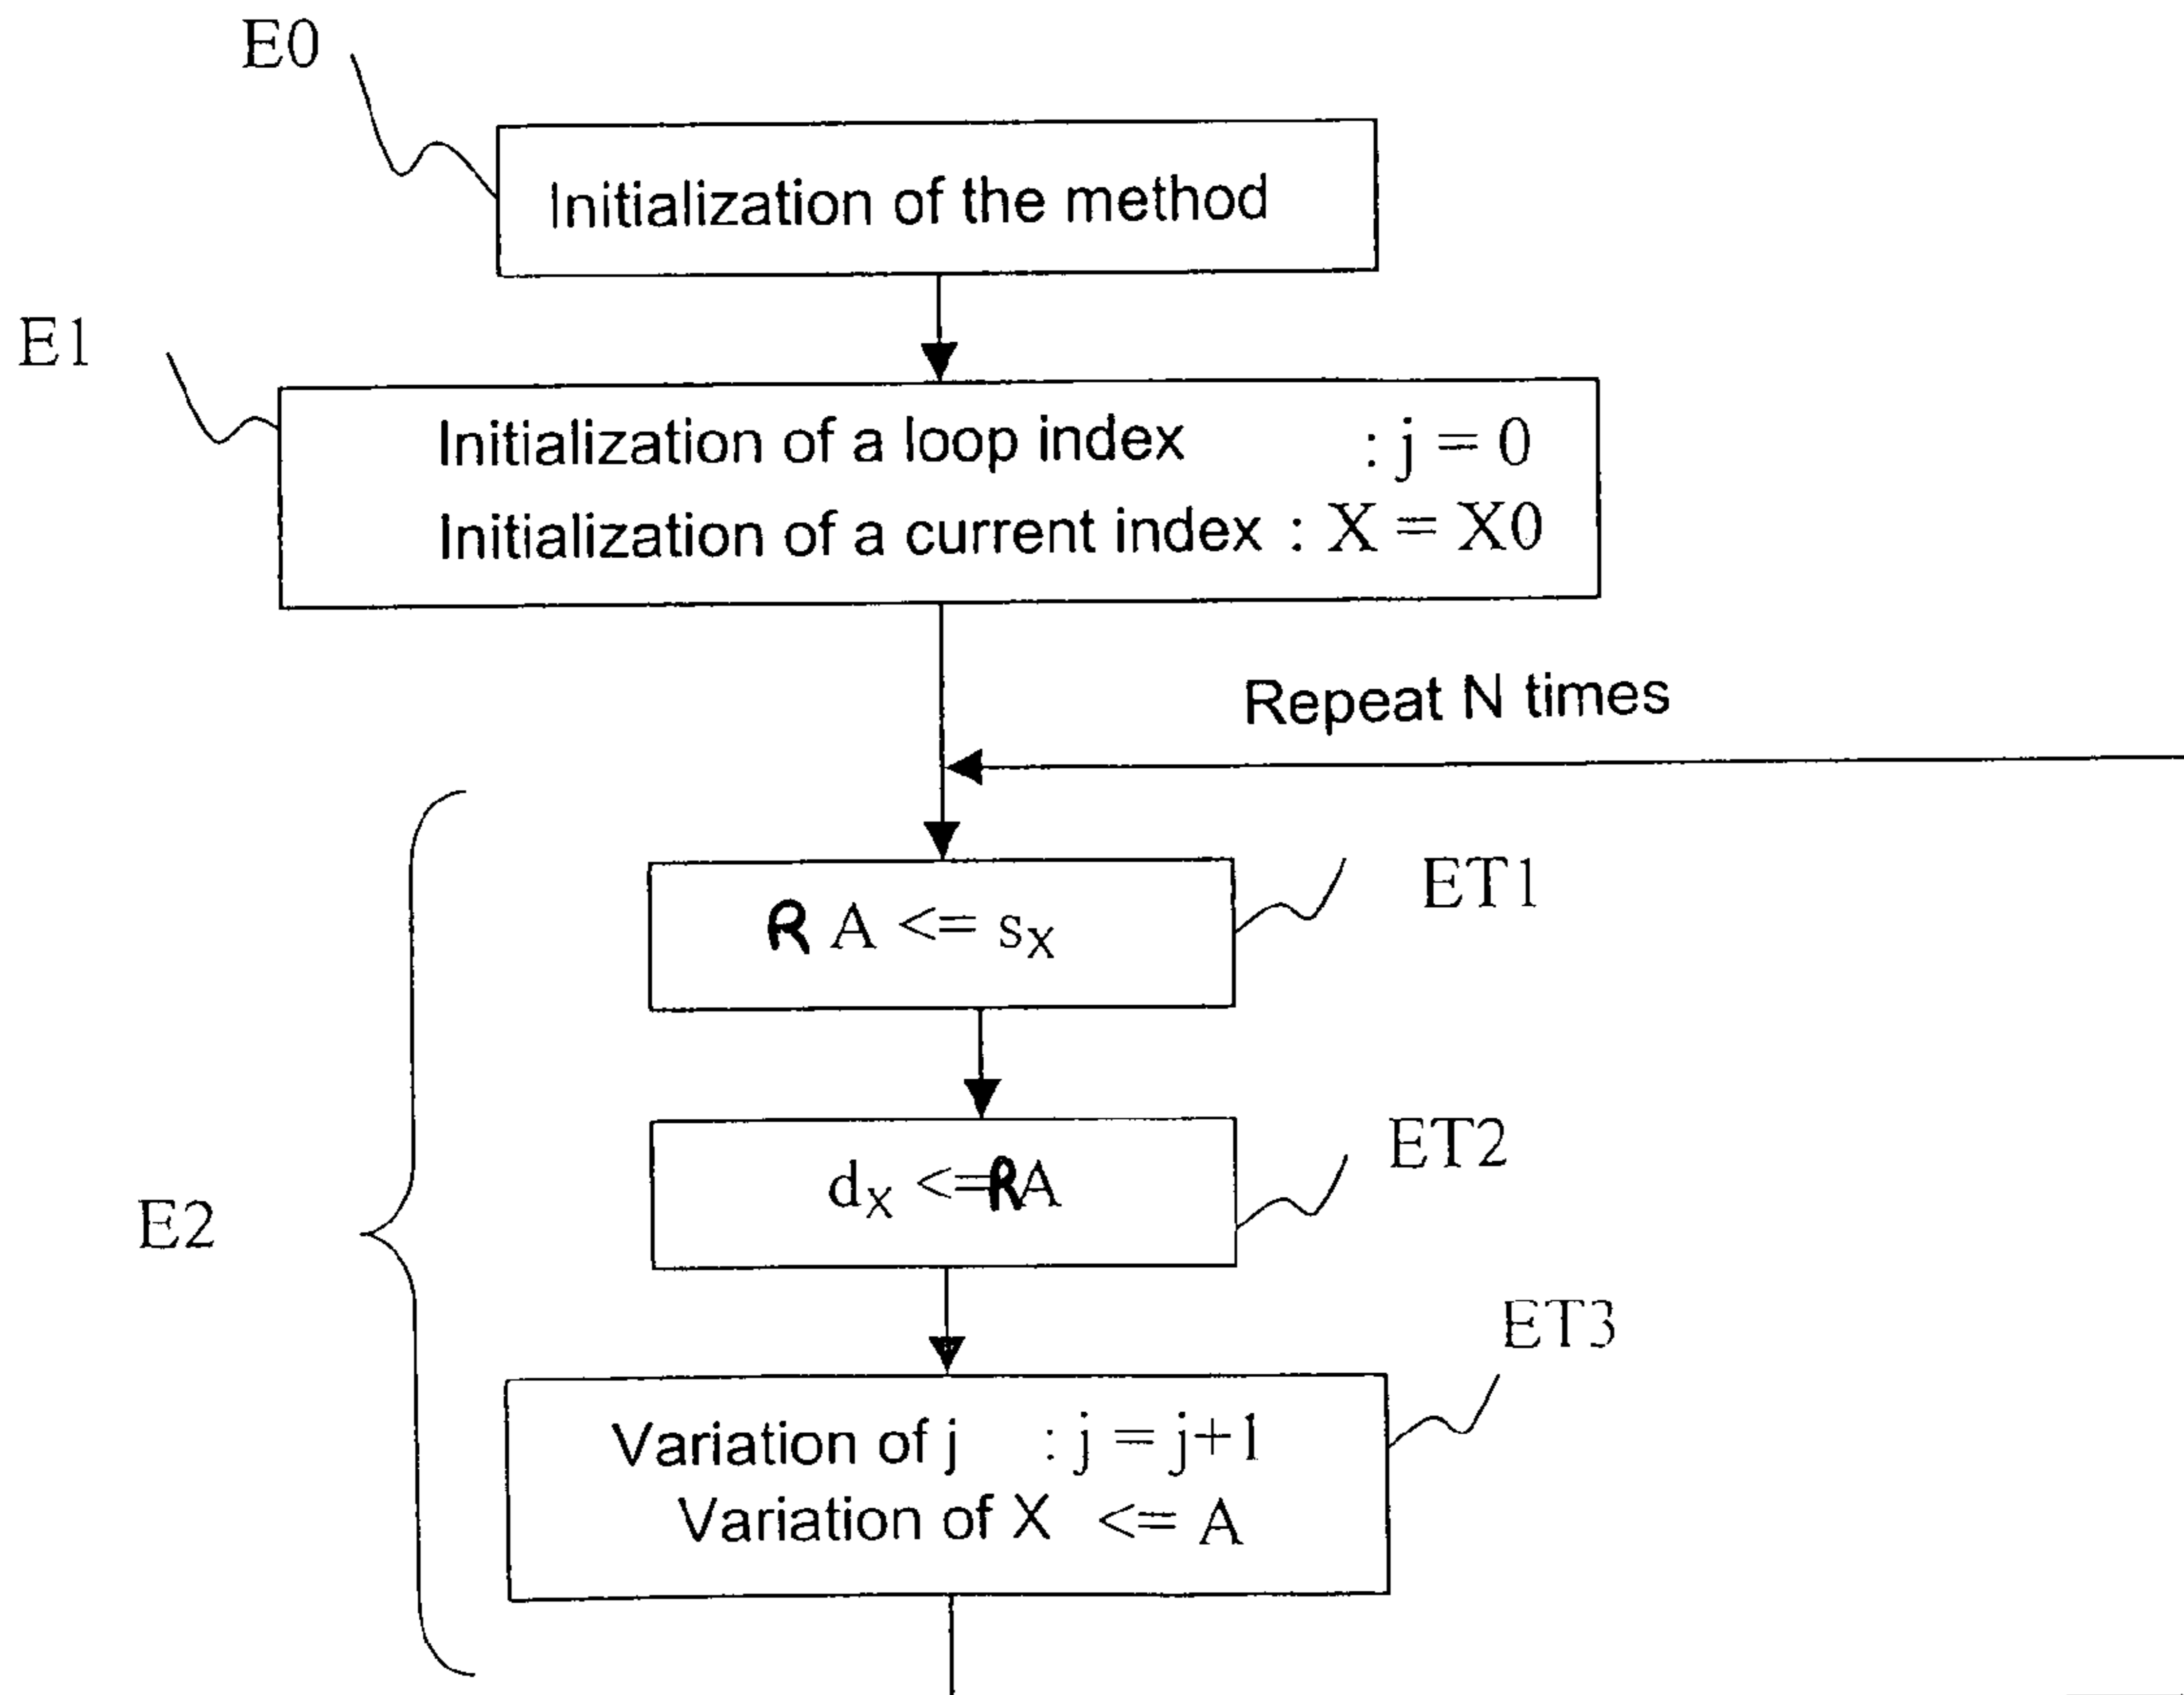 E0
Initialization of the method
E1
Initialization of a loop index : j = 0
Initialization of a current index : X = X0
Repeat N times
ET1
R A <= sX
ET2
dX <= RA
E2
ET3
Variation of j : j = j+1
Variation of X <= A